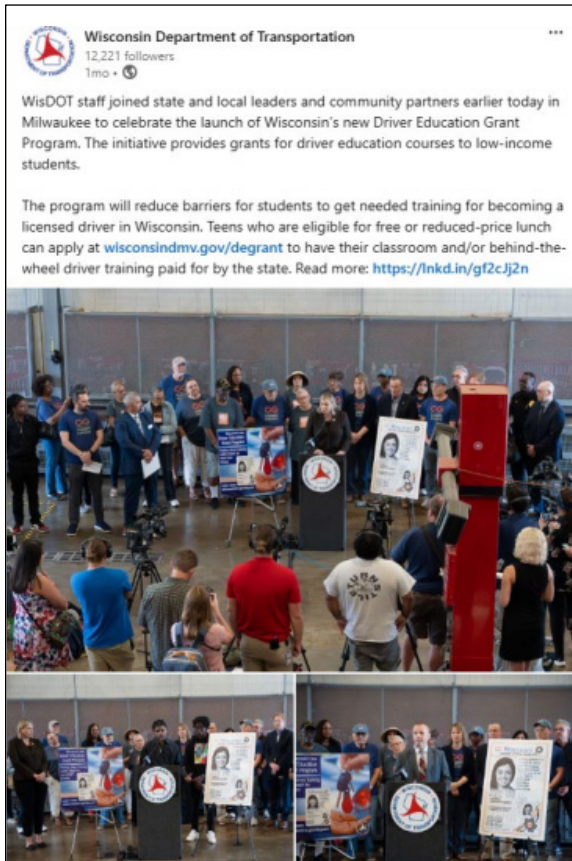 Wisconsin Department of Transportation
12,221 followers
1mo •
WisDOT staff joined state and local leaders and community partners earlier today in
Milwaukee to celebrate the launch of Wisconsin's new Driver Education Grant
Program. The initiative provides grants for driver education courses to low-income
students.
The program will reduce barriers for students to get needed training for becoming a
licensed driver in Wisconsin. Teens who are eligible for free or reduced-price lunch
can apply at wisconsindmv.gov/degrant to have their classroom and/or behind-the-
wheel driver training paid for by the state. Read more: https://lnkd.in/gf2cJj2n